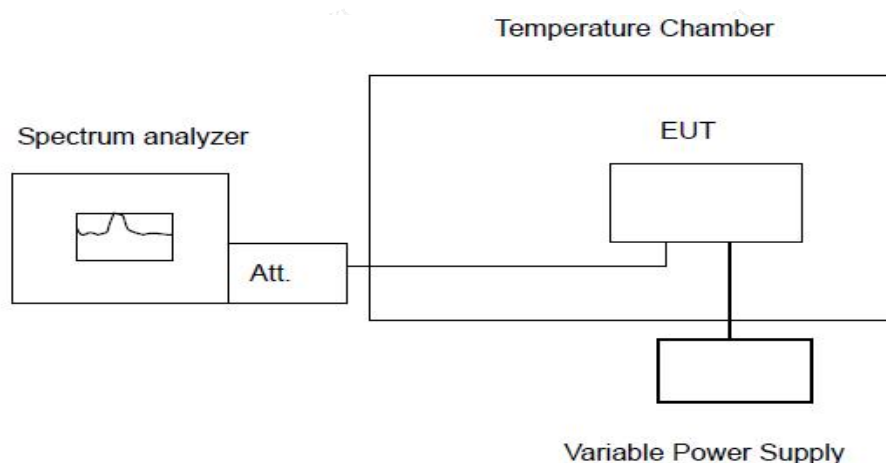 Temperature Chamber
Spectrum analyzer
EUT
Att.
Variable Power Supply